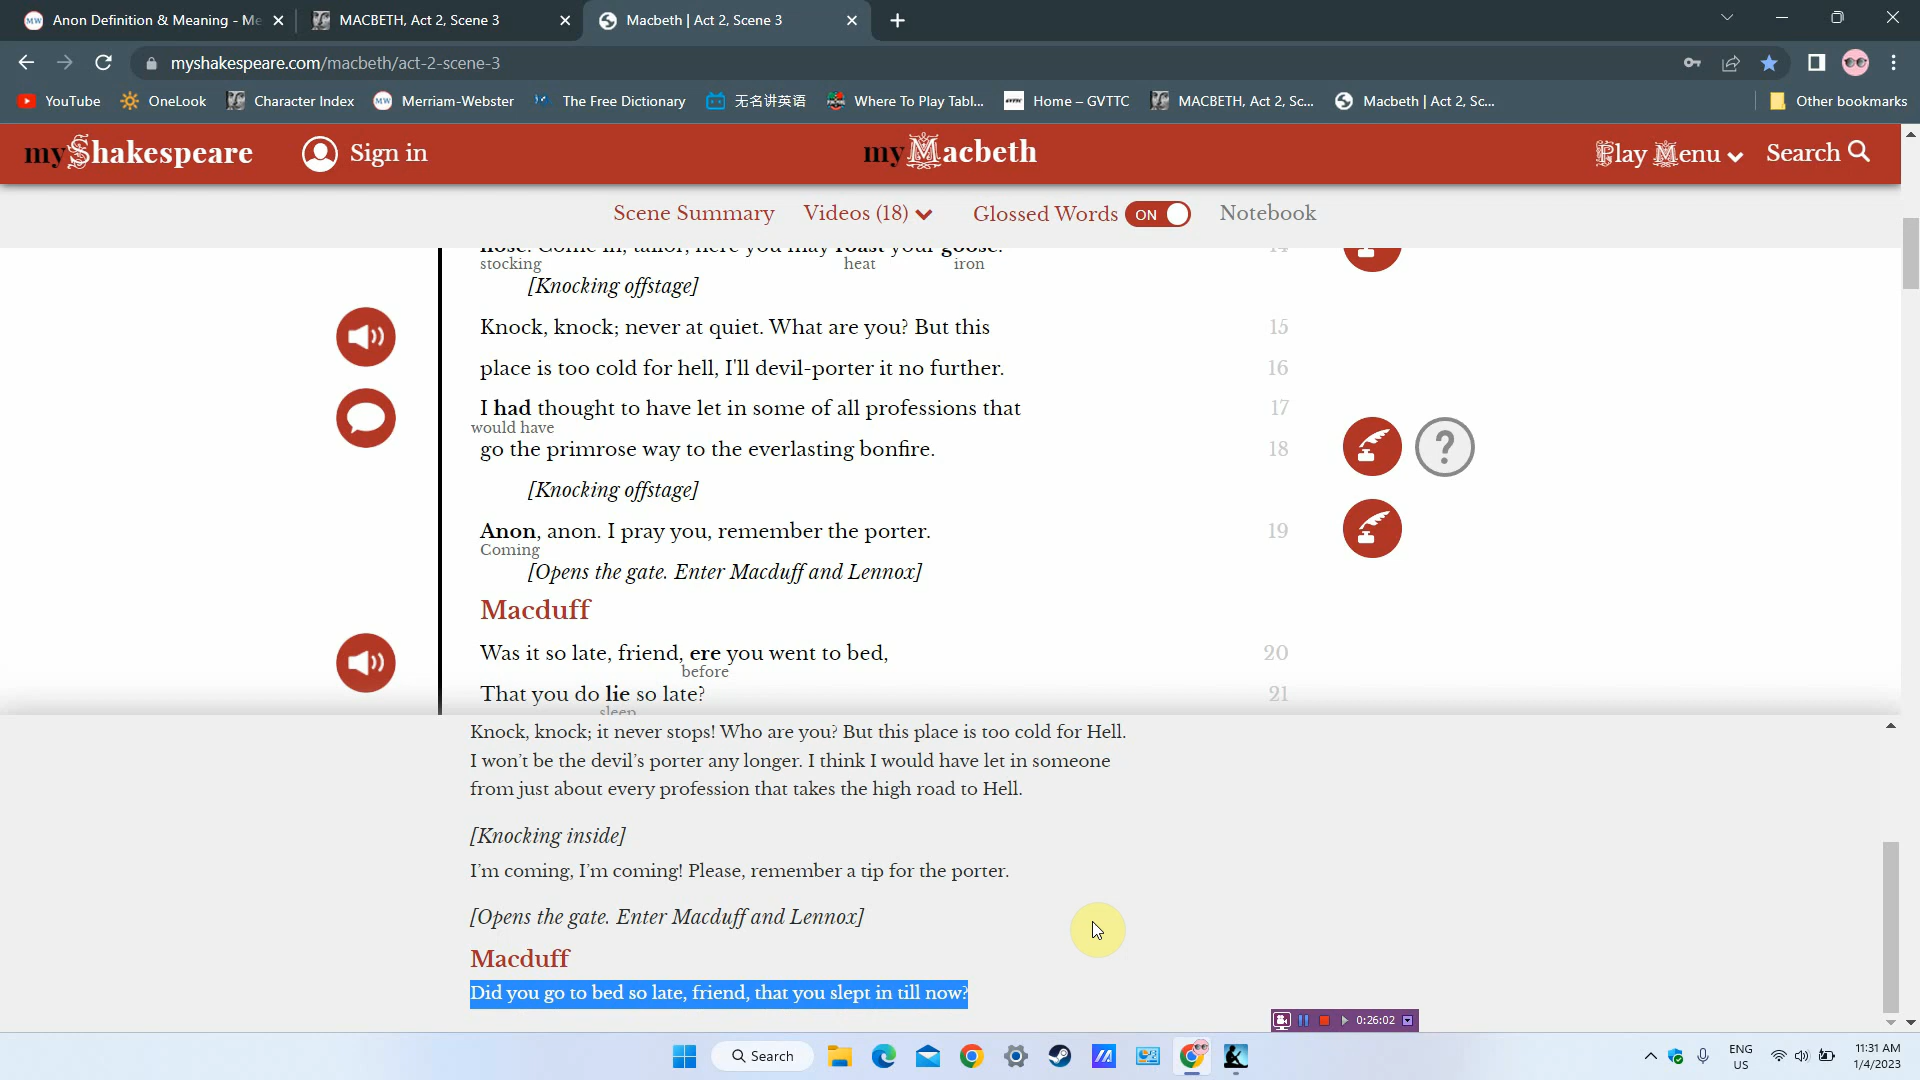 Anon Definition & Meaning - Me
MACBETH, Act 2, Scene 3
Macbeth | Act 2, Scene 3
myshakespeare.com/macbeth/act-2-scene-3
YouTube
OneLook
Character Index
Merriam-Webster
The Free Dictionary
无名讲英语
Where To Play Tabl...
Home – GVTTC
MACBETH, Act 2, Sc...
Macbeth | Act 2, Sc...
Other bookmarks
myShakespeare
Sign in
myMacbeth
Play Menu
Search
Scene Summary
Videos (18)
Glossed Words
ON
Notebook
hose. Come in, tailor, here you may roast your goose. 14
stocking heat iron
[Knocking offstage]
Knock, knock; never at quiet. What are you? But this 15
place is too cold for hell, I'll devil-porter it no further. 16
I had thought to have let in some of all professions that 17
would have
go the primrose way to the everlasting bonfire. 18
?
[Knocking offstage]
Anon, anon. I pray you, remember the porter. 19
Coming
[Opens the gate. Enter Macduff and Lennox]
Macduff
Was it so late, friend, ere you went to bed, 20
before
That you do lie so late? 21
sleep
Knock, knock; it never stops! Who are you? But this place is too cold for Hell.
I won't be the devil's porter any longer. I think I would have let in someone
from just about every profession that takes the high road to Hell.
[Knocking inside]
I'm coming, I'm coming! Please, remember a tip for the porter.
[Opens the gate. Enter Macduff and Lennox]
Macduff
Did you go to bed so late, friend, that you slept in till now?
0:26:02
Search
ENG
US
11:31 AM
1/4/2023